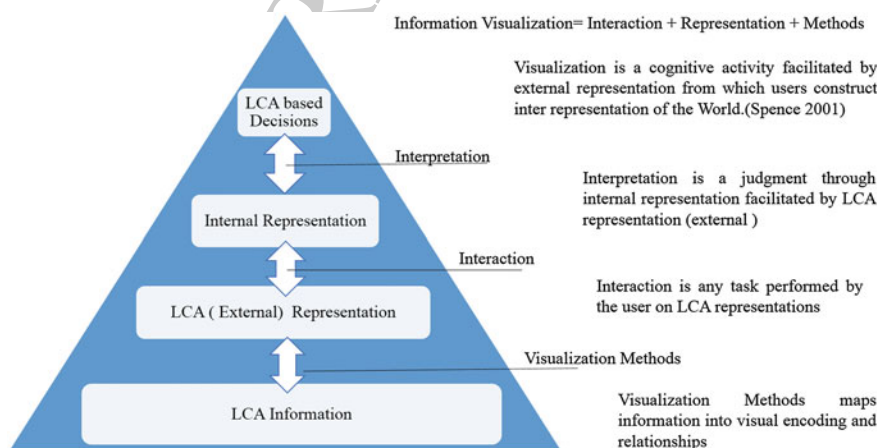 Information Visualization= Interaction + Representation + Methods
Visualization is a cognitive activity facilitated by
external representation from which users construct
inter representation of the World.(Spence 2001)
LCA based
Decisions
Interpretation
Interpretation is a judgment through
internal representation facilitated by LCA
representation (external )
Internal Representation
Interaction
Interaction is any task performed by
the user on LCA representations
LCA ( External) Representation
Visualization Methods
Visualization Methods maps
information into visual encoding and
relationships
LCA Information